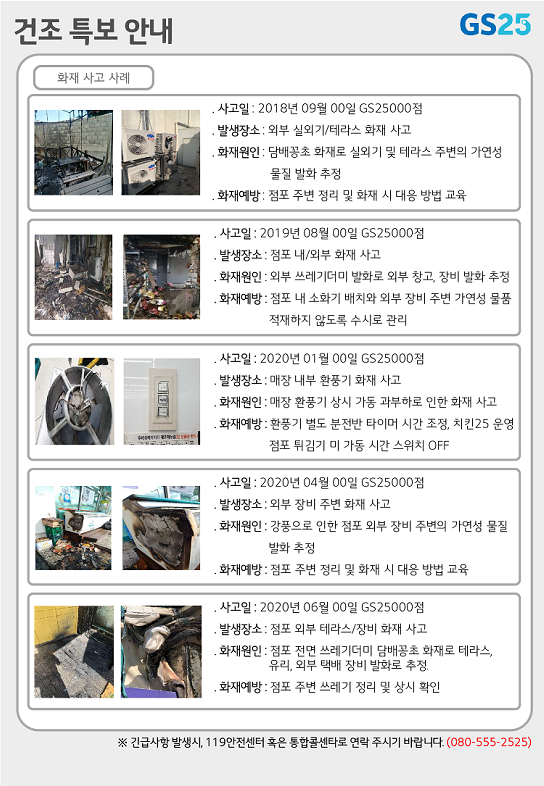 건조 특보 안내
GS25
화재 사고 사례
. 사고일 : 2018년 09월 00일 GS25000점
. 발생장소 : 외부 실외기/테라스 화재 사고
. 화재원인 : 담배꽁초 화재로 실외기 및 테라스 주변의 가연성
물질 발화 추정
. 화재예방 : 점포 주변 정리 및 화재 시 대응 방법 교육
. 사고일 : 2019년 08월 00일 GS25000점
. 발생장소 : 점포 내/외부 화재 사고
. 화재원인 : 외부 쓰레기더미 발화로 외부 창고, 장비 발화 추정
. 화재예방 : 점포 내 소화기 배치와 외부 장비 주변 가연성 물품
적재하지 않도록 수시로 관리
. 사고일 : 2020년 01월 00일 GS25000점
. 발생장소 : 매장 내부 환풍기 화재 사고
. 화재원인 : 매장 환풍기 상시 가동 과부하로 인한 화재 사고
. 화재예방 : 환풍기 별도 분전반 타이머 시간 조정, 치킨25 운영
점포 튀김기 미 가동 시간 스위치 OFF
. 사고일 : 2020년 04월 00일 GS25000점
. 발생장소 : 외부 장비 주변 화재 사고
. 화재원인 : 강풍으로 인한 점포 외부 장비 주변의 가연성 물질
발화 추정
. 화재예방 : 점포 주변 정리 및 화재 시 대응 방법 교육
. 사고일 : 2020년 06월 00일 GS25000점
. 발생장소 : 점포 외부 테라스/장비 화재 사고
. 화재원인 : 점포 전면 쓰레기더미 담배꽁초 화재로 테라스,
유리, 외부 택배 장비 발화로 추정.
. 화재예방 : 점포 주변 쓰레기 정리 및 상시 확인
※ 긴급사항 발생시, 119안전센터 혹은 통합콜센타로 연락 주시기 바랍니다. (080-555-2525)